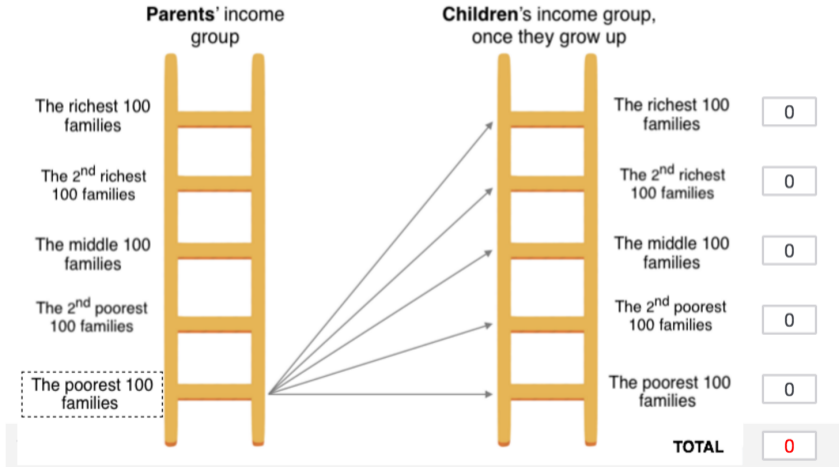 Parents' income
group
Children's income group,
once they grow up
The richest 100
families
The richest 100
families
0
The 2nd richest
100 families
The 2nd richest
100 families
0
The middle 100
families
The middle 100
families
0
The 2nd poorest
100 families
The 2nd poorest
100 families
0
The poorest 100
families
The poorest 100
families
0
TOTAL
0